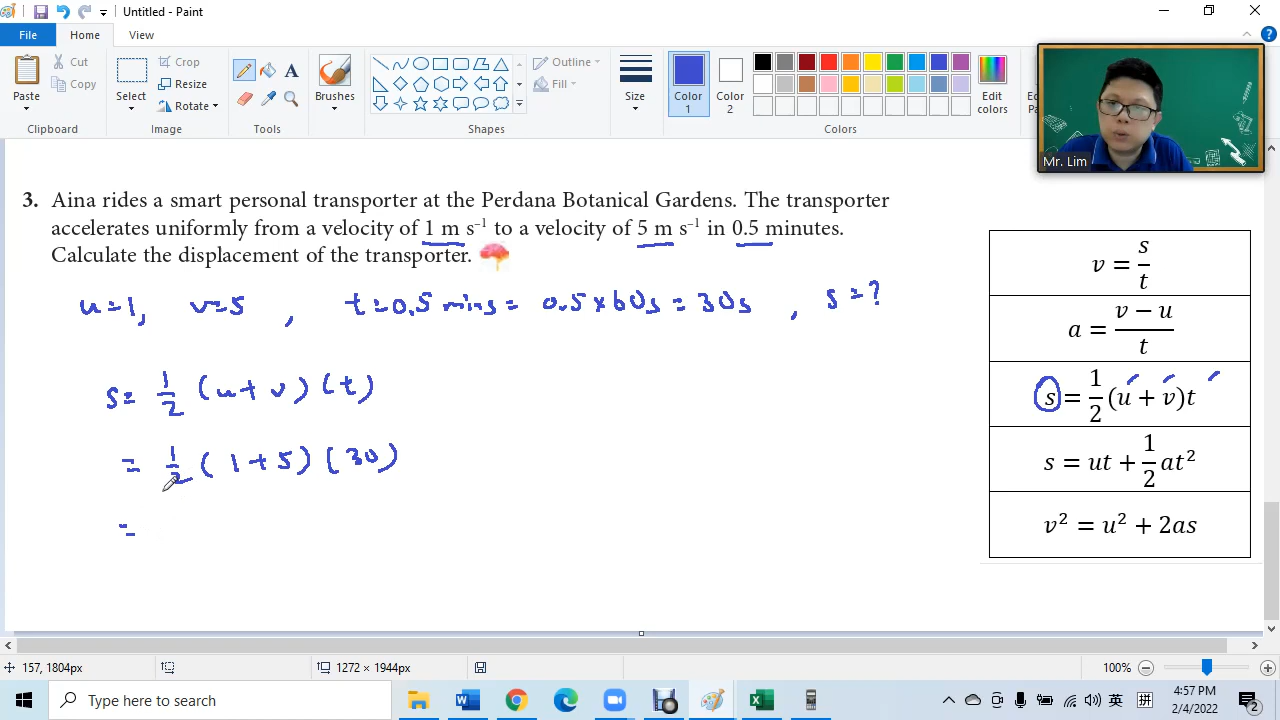 Untitled - Paint
File Home View
Paste
Cut
Copy
Clipboard
Select
Crop
Resize
Rotate
Image
Tools
Brushes
Shapes
Outline
Fill
Size
Color 1
Color 2
Colors
Edit colors
Mr. Lim
3. Aina rides a smart personal transporter at the Perdana Botanical Gardens. The transporter
accelerates uniformly from a velocity of 1 m s⁻¹ to a velocity of 5 m s⁻¹ in 0.5 minutes.
Calculate the displacement of the transporter.
u=1, v=5, t=0.5 mins = 0.5×60s = 30s, s=?
s= 1/2 (u+v)(t)
= 1/2 (1+5)(30)
=
v = s/t
a = (v − u)/t
s = 1/2 (u + v)t
s = ut + 1/2 at²
v² = u² + 2as
157, 1804px
1272 × 1944px
100%
Type here to search
英
拼
4:57 PM
2/4/2022
2